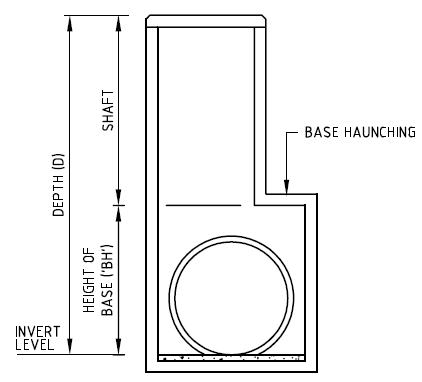 SHAFT
BASE HAUNCHING
DEPTH (D)
HEIGHT OF
BASE ('BH')
INVERT
LEVEL